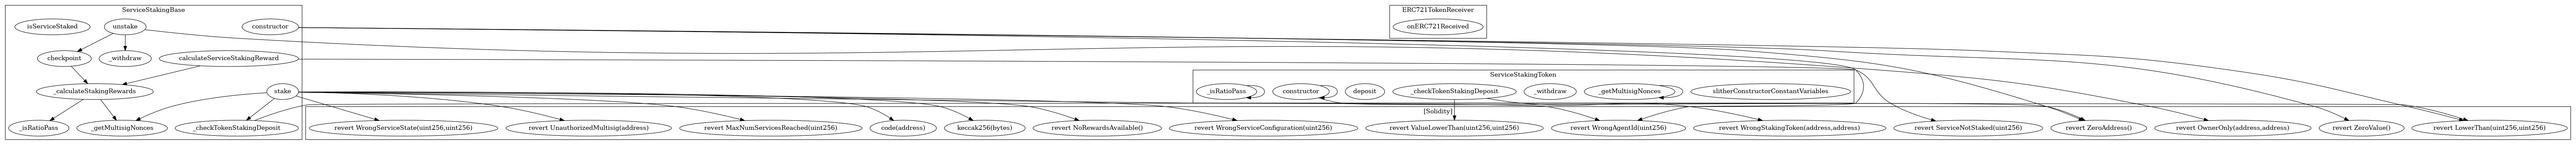 ServiceStakingBase
isServiceStaked
unstake
constructor
checkpoint
_withdraw
calculateServiceStakingReward
_calculateStakingRewards
stake
_isRatioPass
_getMultisigNonces
_checkTokenStakingDeposit
ERC721TokenReceiver
onERC721Received
ServiceStakingToken
_isRatioPass
constructor
deposit
_checkTokenStakingDeposit
_withdraw
_getMultisigNonces
slitherConstructorConstantVariables
[Solidity]
revert WrongServiceState(uint256,uint256)
revert UnauthorizedMultisig(address)
revert MaxNumServicesReached(uint256)
code(address)
keccak256(bytes)
revert NoRewardsAvailable()
revert WrongServiceConfiguration(uint256)
revert ValueLowerThan(uint256,uint256)
revert WrongAgentId(uint256)
revert WrongStakingToken(address,address)
revert ServiceNotStaked(uint256)
revert ZeroAddress()
revert OwnerOnly(address,address)
revert ZeroValue()
revert LowerThan(uint256,uint256)